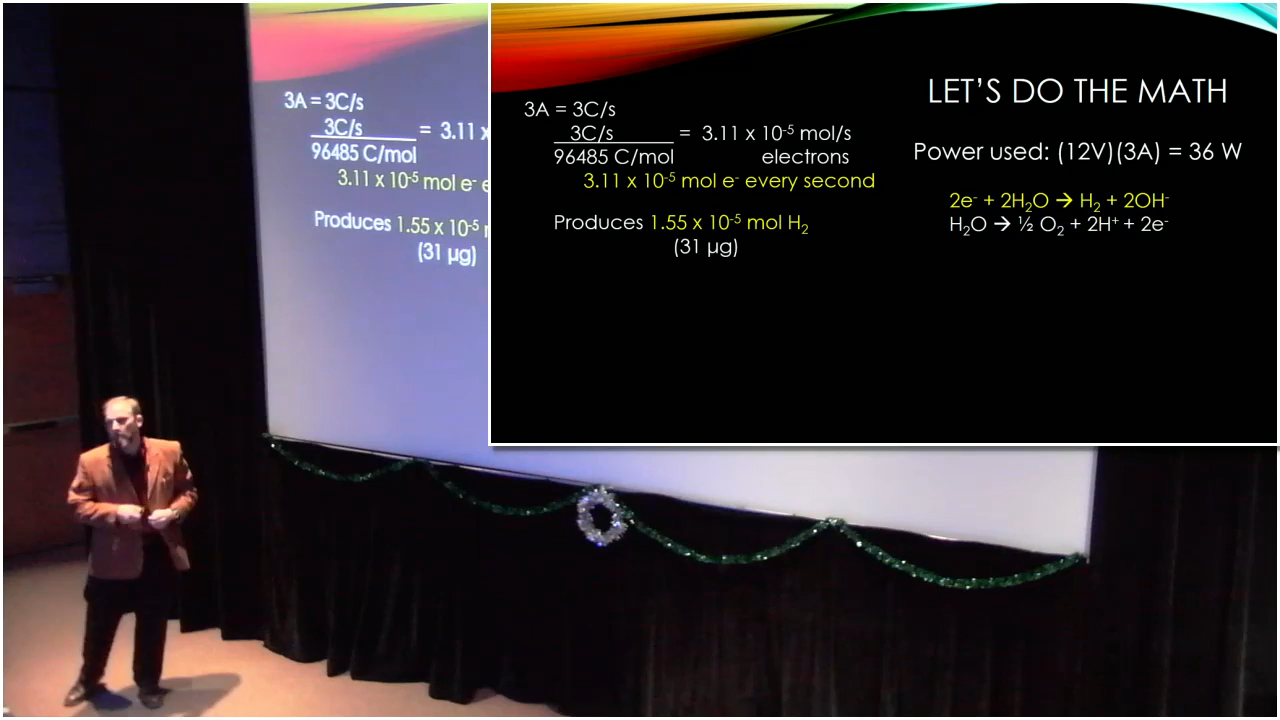 3A = 3C/s
3C/s = 3.11 x
96485 C/mol
3.11 x 10-5 mol e- e
Produces 1.55 x 10-5
(31 µg)
LET'S DO THE MATH
3A = 3C/s
3C/s = 3.11 x 10-5 mol/s
96485 C/mol electrons
3.11 x 10-5 mol e- every second
Produces 1.55 x 10-5 mol H2
(31 µg)
Power used: (12V)(3A) = 36 W
2e- + 2H2O → H2 + 2OH-
H2O → ½ O2 + 2H+ + 2e-